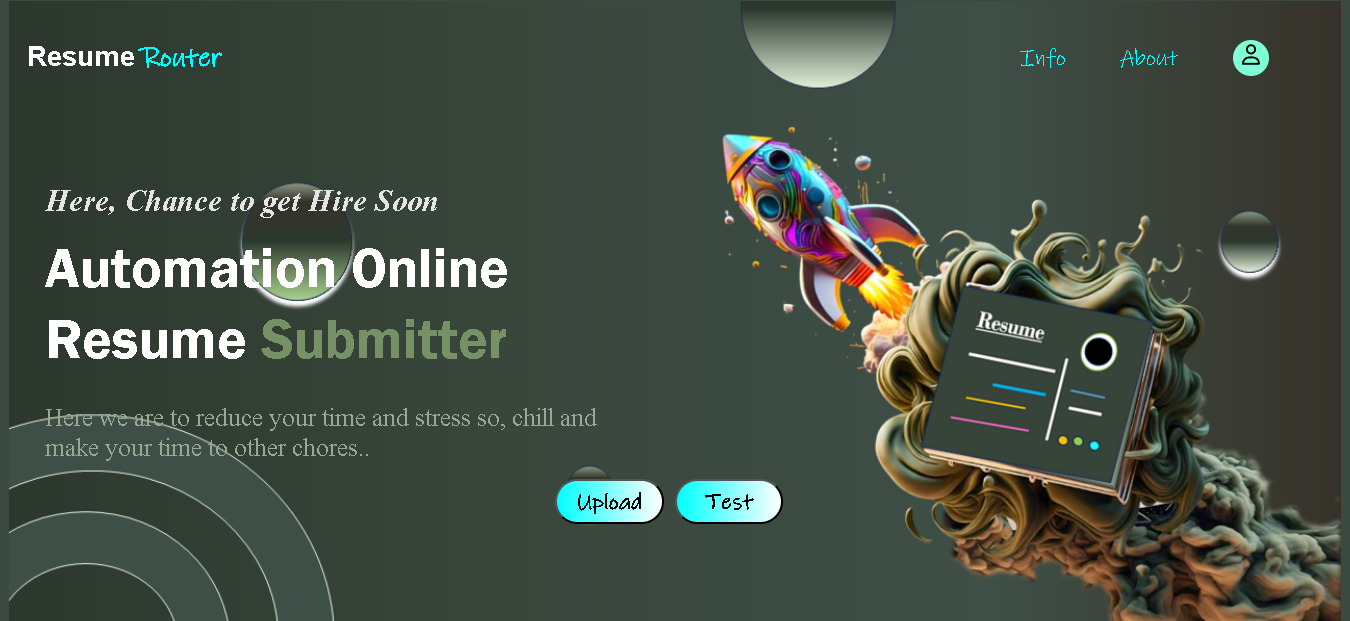 Resume Router
Info
About
Here, Chance to get Hire Soon
Automation Online
Resume Submitter
Here we are to reduce your time and stress so, chill and
make your time to other chores..
Upload
Test
Resume